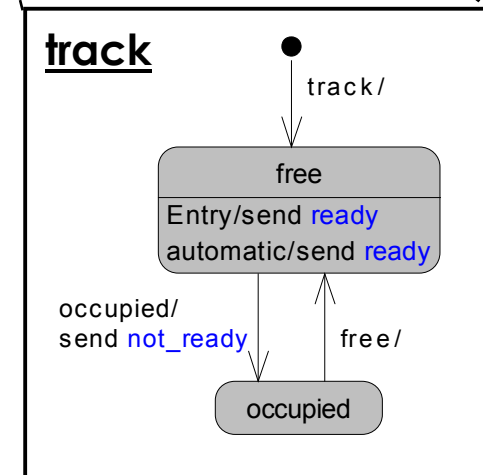 track
track/
free
Entry/send ready
automatic/send ready
occupied/
send not_ready
free/
occupied